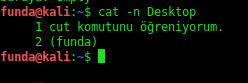 funda@kali:~$ cat -n Desktop
1 cut komutunu öğreniyorum.
2 (funda)
funda@kali:~$